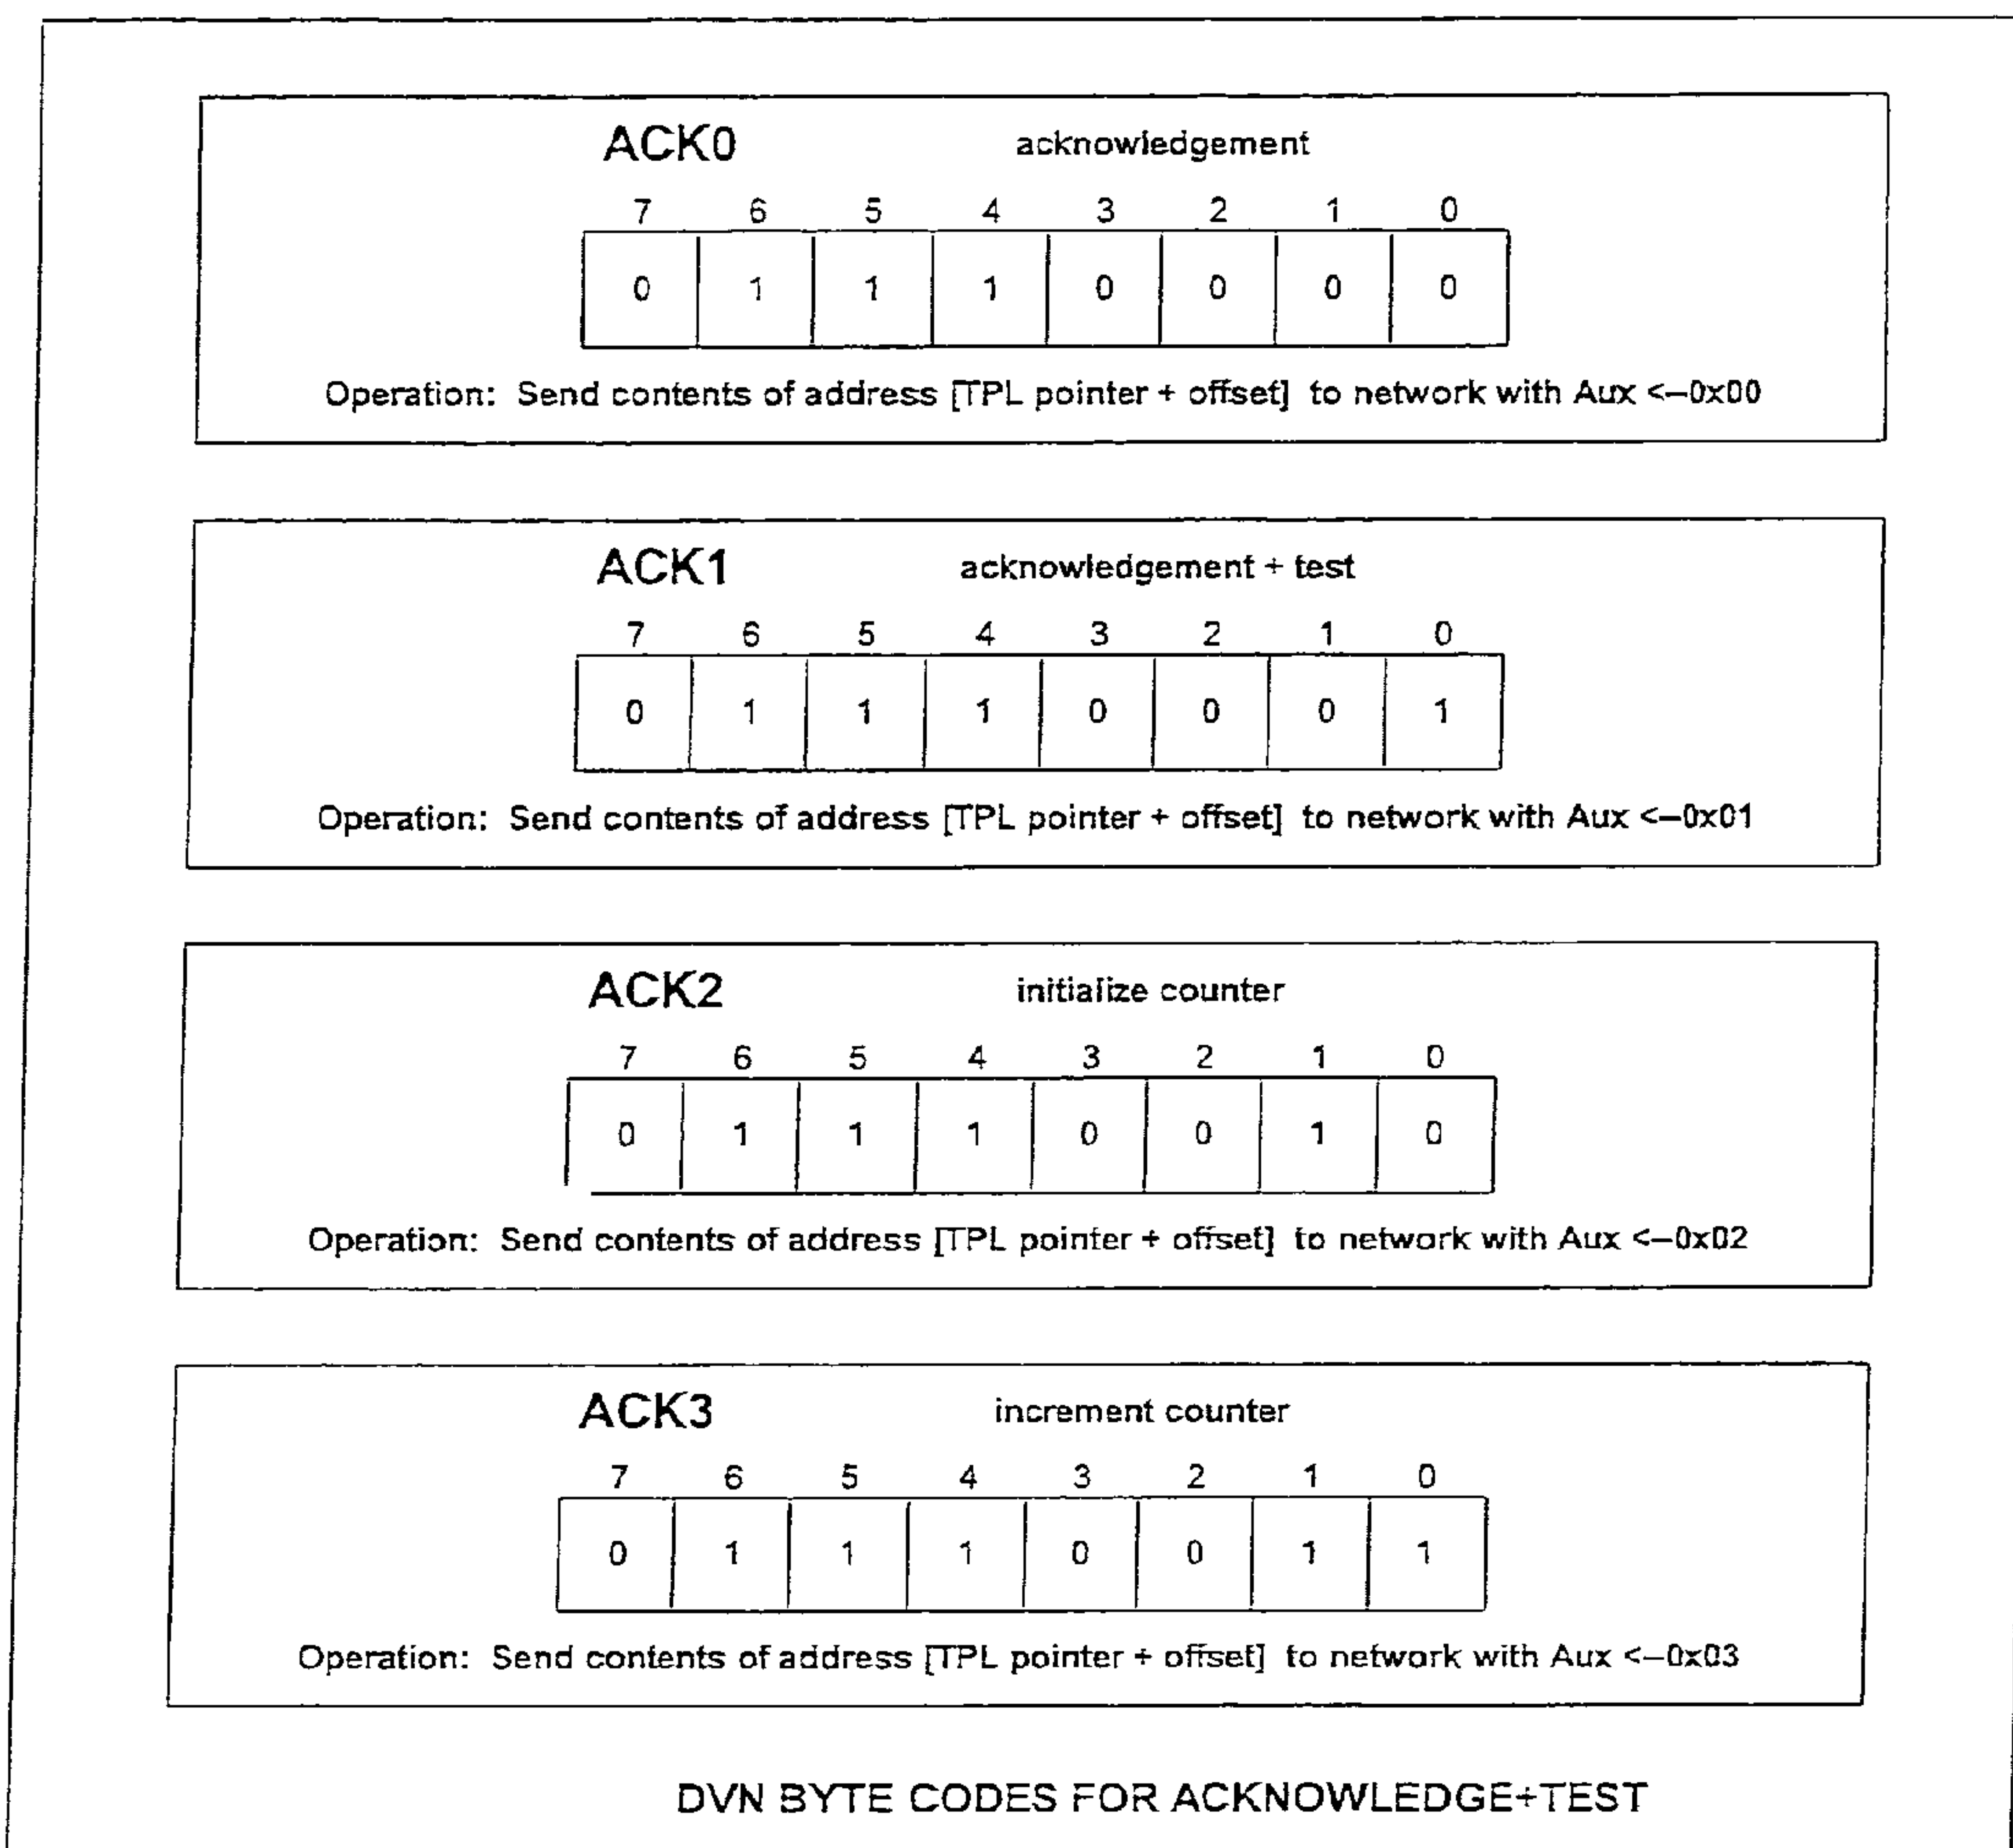 ACK0 acknowledgement
7 6 5 4 3 2 1 0
0 1 1 1 0 0 0 0
Operation: Send contents of address [TPL pointer + offset] to network with Aux <–0x00
ACK1 acknowledgement + test
7 6 5 4 3 2 1 0
0 1 1 1 0 0 0 1
Operation: Send contents of address [TPL pointer + offset] to network with Aux <–0x01
ACK2 initialize counter
7 6 5 4 3 2 1 0
0 1 1 1 0 0 1 0
Operation: Send contents of address [TPL pointer + offset] to network with Aux <–0x02
ACK3 increment counter
7 6 5 4 3 2 1 0
0 1 1 1 0 0 1 1
Operation: Send contents of address [TPL pointer + offset] to network with Aux <–0x03
DVN BYTE CODES FOR ACKNOWLEDGE+TEST